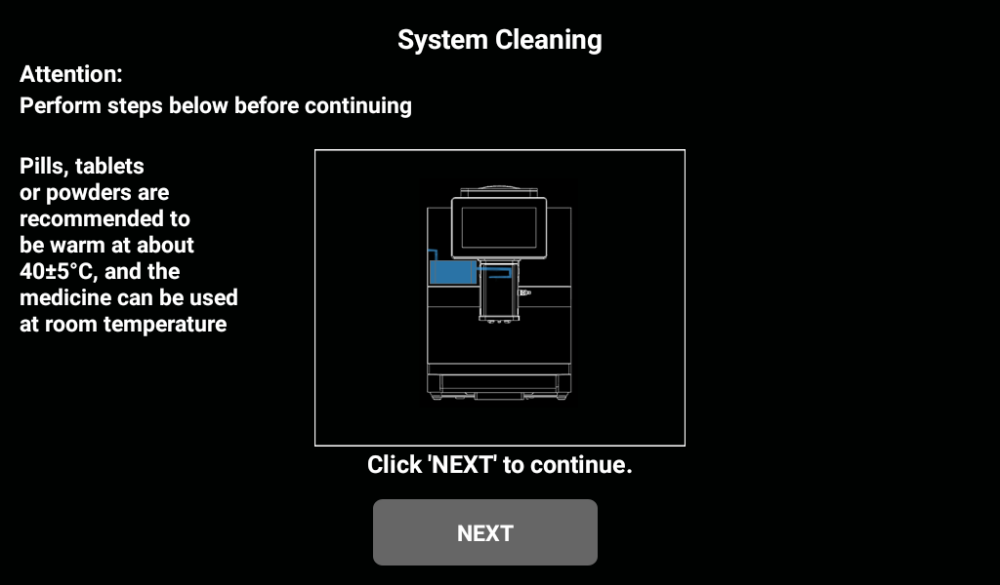 System Cleaning
Attention:
Perform steps below before continuing
Pills, tablets
or powders are
recommended to
be warm at about
40±5°C, and the
medicine can be used
at room temperature
Click 'NEXT' to continue.
NEXT